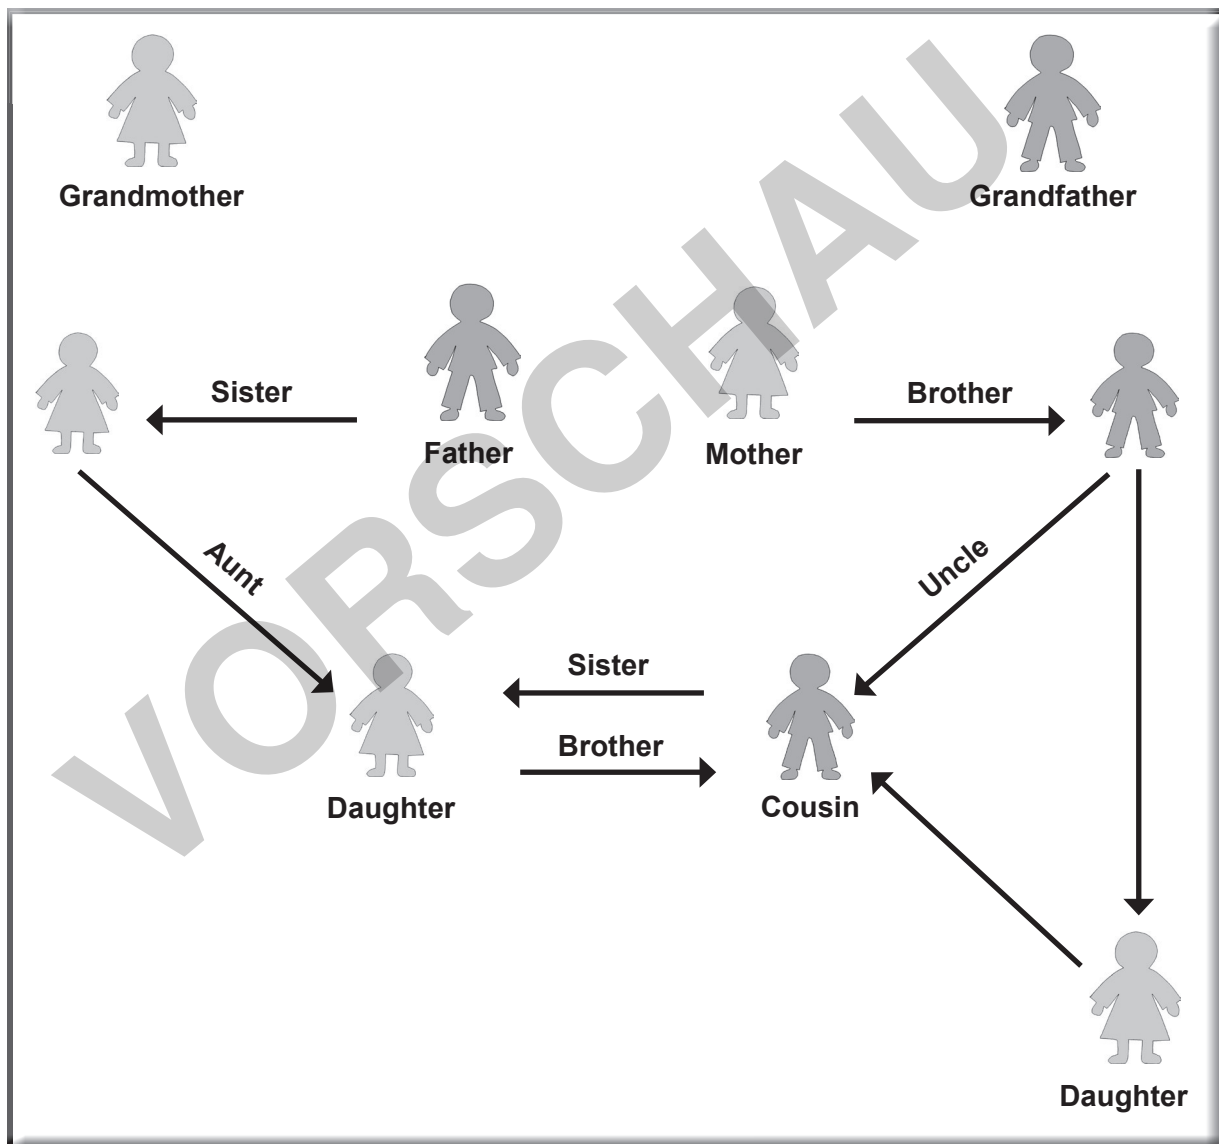 Grandmother
Grandfather
Sister
Brother
Father
Mother
Aunt
Uncle
Sister
Brother
Daughter
Cousin
Daughter
VORSCHAU